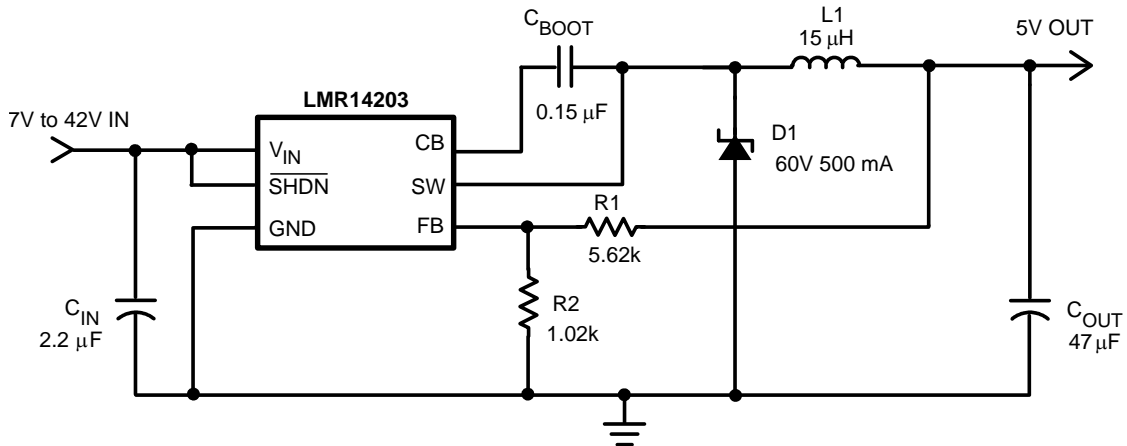 C_BOOT
0.15 μF
L1
15 μH
5V OUT
LMR14203
7V to 42V IN
V_IN
SHDN
GND
CB
SW
FB
D1
60V 500 mA
R1
5.62k
R2
1.02k
C_IN
2.2 μF
C_OUT
47 μF